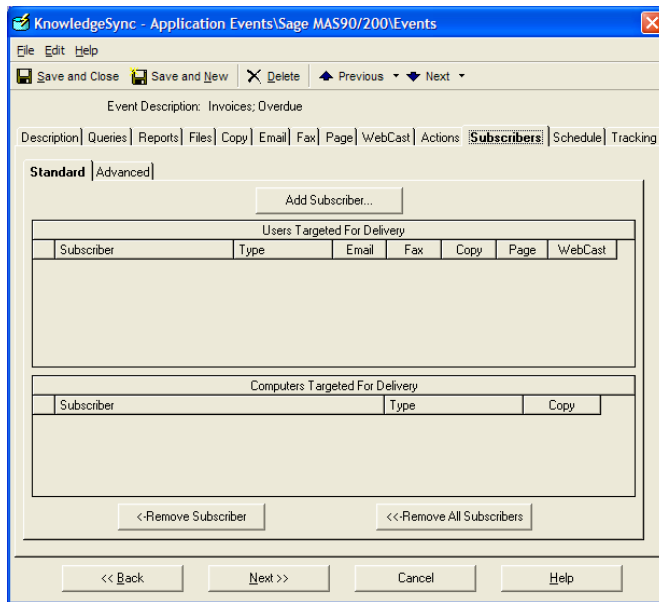 KnowledgeSync - Application Events\Sage MAS90/200\Events
File Edit Help
Save and Close Save and New Delete Previous Next
Event Description: Invoices; Overdue
Description Queries Reports Files Copy Email Fax Page WebCast Actions Subscribers Schedule Tracking
Standard Advanced
Add Subscriber...
Users Targeted For Delivery
Subscriber Type Email Fax Copy Page WebCast
Computers Targeted For Delivery
Subscriber Type Copy
<-Remove Subscriber <<-Remove All Subscribers
<< Back Next >> Cancel Help